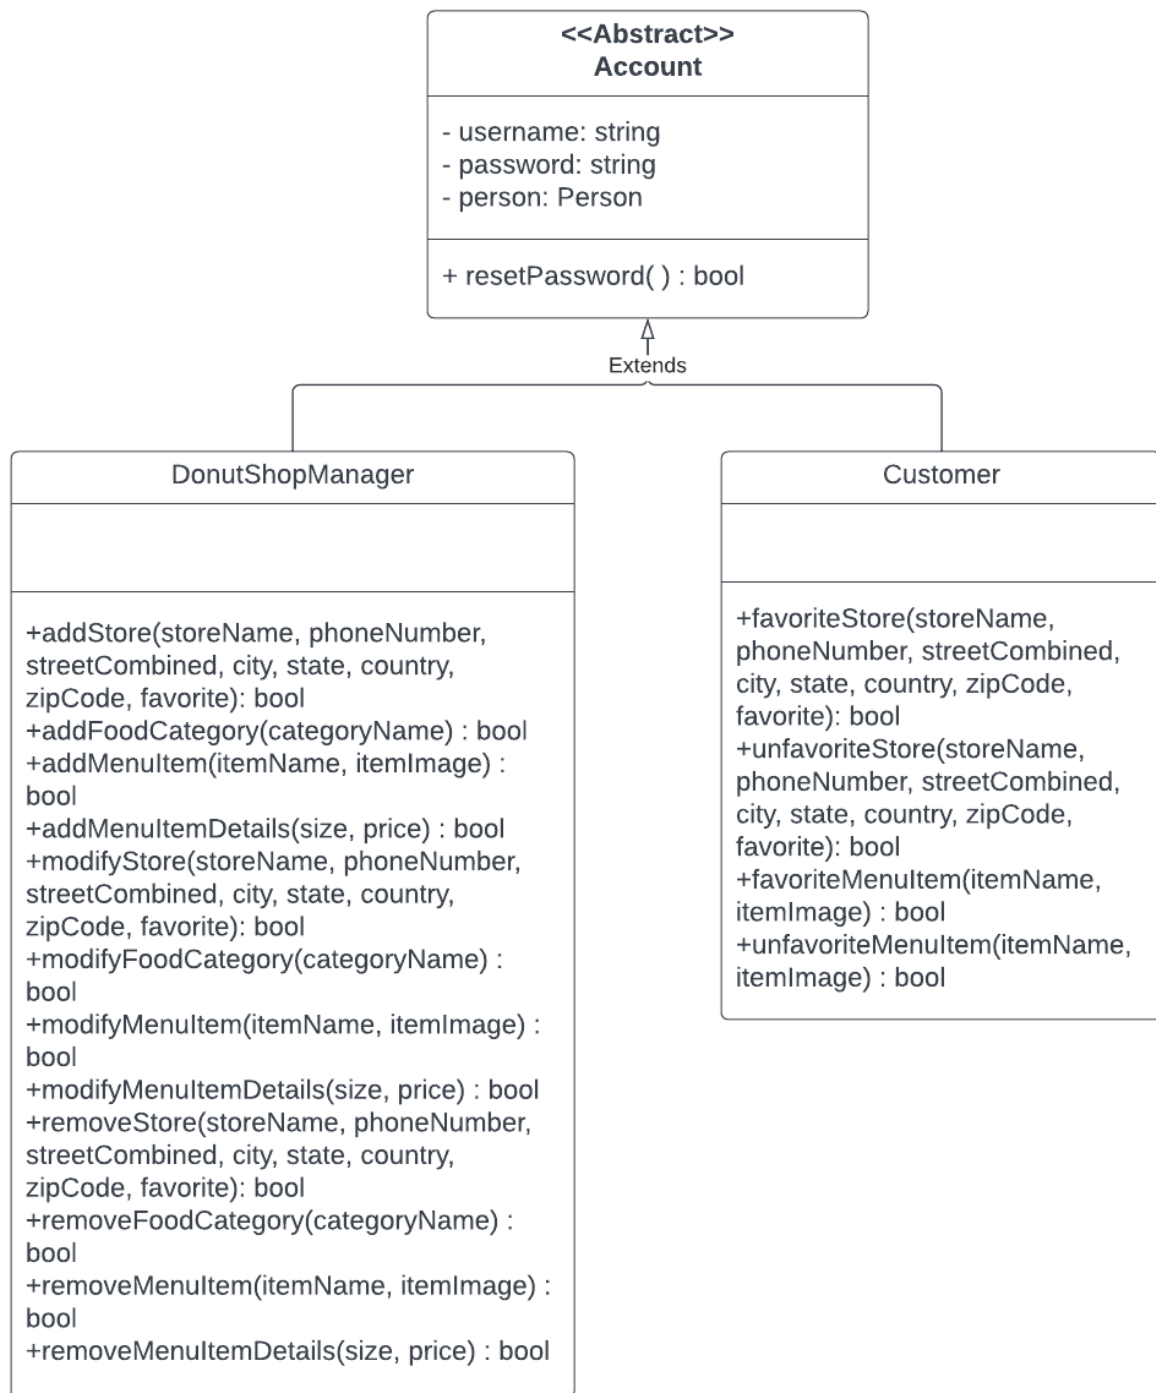 <<Abstract>>
Account
- username: string
- password: string
- person: Person
+ resetPassword( ) : bool
Extends
DonutShopManager
+addStore(storeName, phoneNumber,
streetCombined, city, state, country,
zipCode, favorite): bool
+addFoodCategory(categoryName) : bool
+addMenuItem(itemName, itemImage) :
bool
+addMenuItemDetails(size, price) : bool
+modifyStore(storeName, phoneNumber,
streetCombined, city, state, country,
zipCode, favorite): bool
+modifyFoodCategory(categoryName) :
bool
+modifyMenuItem(itemName, itemImage) :
bool
+modifyMenuItemDetails(size, price) : bool
+removeStore(storeName, phoneNumber,
streetCombined, city, state, country,
zipCode, favorite): bool
+removeFoodCategory(categoryName) :
bool
+removeMenuItem(itemName, itemImage) :
bool
+removeMenuItemDetails(size, price) : bool
Customer
+favoriteStore(storeName,
phoneNumber, streetCombined,
city, state, country, zipCode,
favorite): bool
+unfavoriteStore(storeName,
phoneNumber, streetCombined,
city, state, country, zipCode,
favorite): bool
+favoriteMenuItem(itemName,
itemImage) : bool
+unfavoriteMenuItem(itemName,
itemImage) : bool